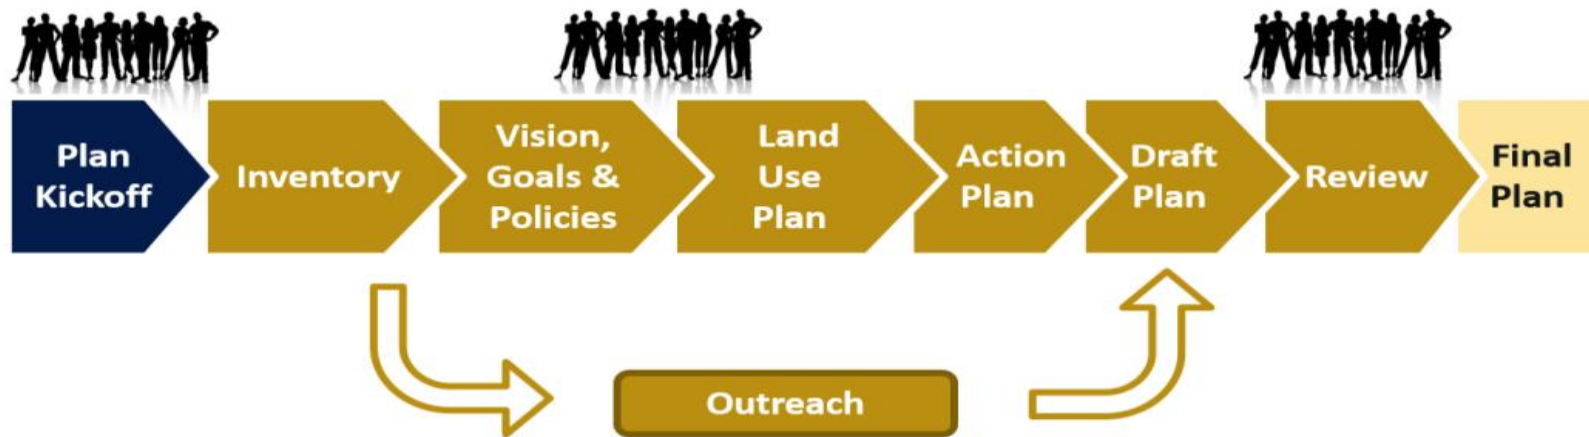 Plan
Kickoff
Inventory
Vision,
Goals &
Policies
Land
Use
Plan
Action
Plan
Draft
Plan
Review
Final
Plan
Outreach